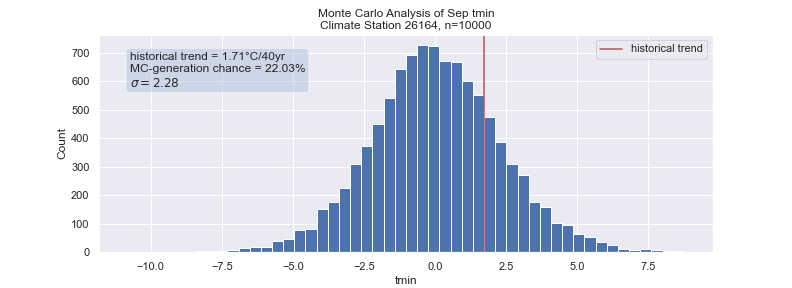 Monte Carlo Analysis of Sep tmin
Climate Station 26164, n=10000
historical trend = 1.71°C/40yr
MC-generation chance = 22.03%
σ = 2.28
historical trend
700
600
500
400
300
200
100
0
Count
−10.0 −7.5 −5.0 −2.5 0.0 2.5 5.0 7.5
tmin